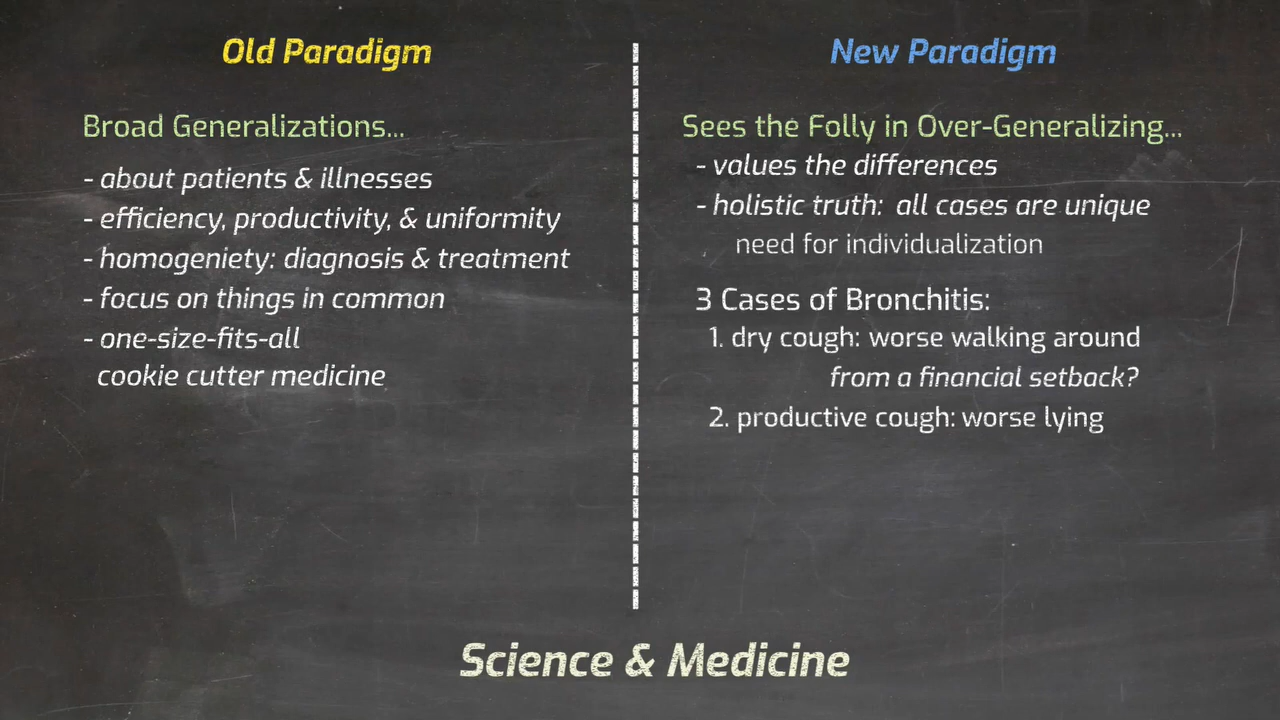 Old Paradigm
Broad Generalizations...
- about patients & illnesses
- efficiency, productivity, & uniformity
- homogeniety: diagnosis & treatment
- focus on things in common
- one-size-fits-all
cookie cutter medicine
New Paradigm
Sees the Folly in Over-Generalizing...
- values the differences
- holistic truth: all cases are unique
need for individualization
3 Cases of Bronchitis:
1. dry cough: worse walking around
from a financial setback?
2. productive cough: worse lying
Science & Medicine